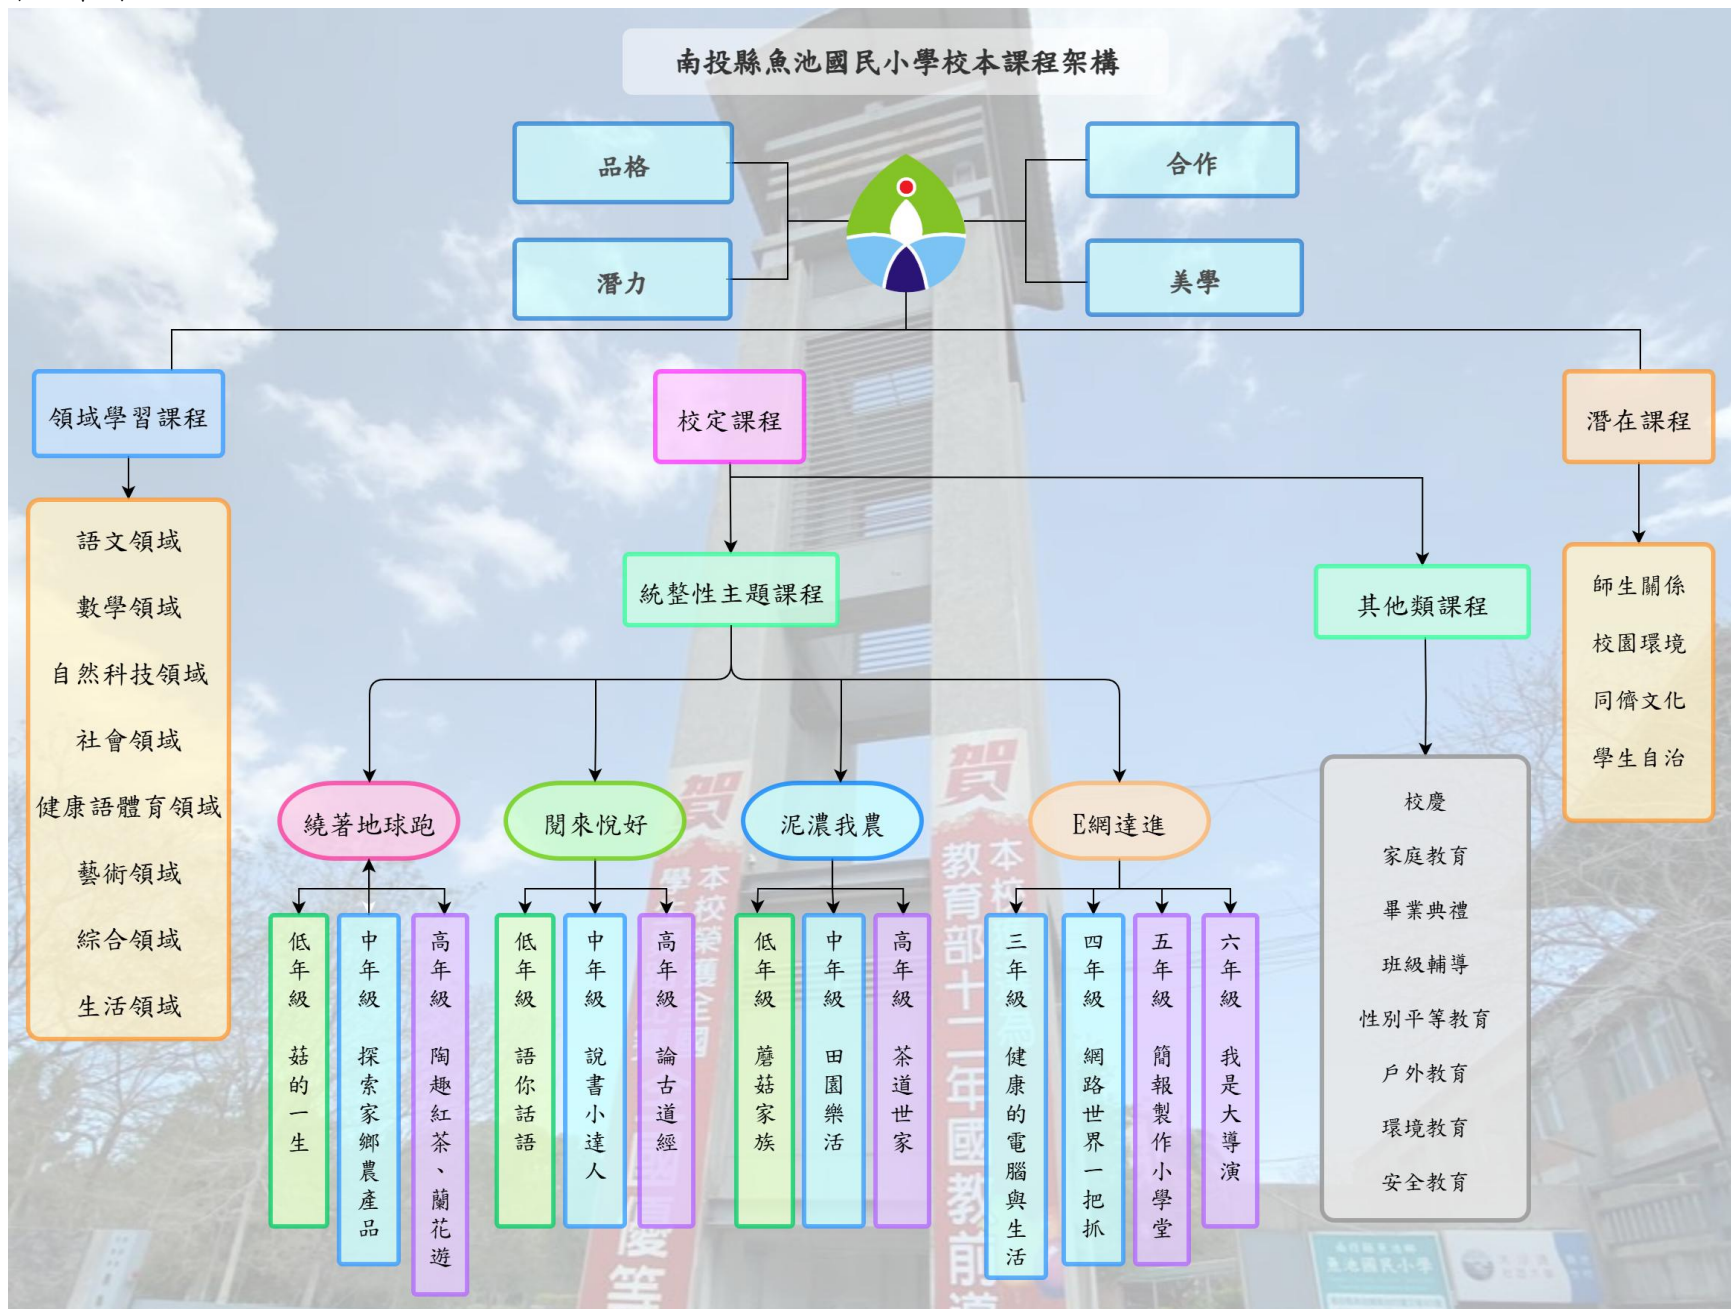 南投縣魚池國民小學校本課程架構
品格
合作
潛力
美學
領域學習課程
校定課程
潛在課程
語文領域
數學領域
自然科技領域
社會領域
健康語體育領域
藝術領域
綜合領域
生活領域
統整性主題課程
其他類課程
師生關係
校園環境
同儕文化
學生自治
繞著地球跑
閱來悅好
泥濃我農
E網達進
低年級 菇的一生
中年級 探索家鄉農產品
高年級 陶趣紅茶、蘭花遊
低年級 語你話語
中年級 說書小達人
高年級 論古道經
低年級 蘑菇家族
中年級 田園樂活
高年級 茶道世家
三年級 健康的電腦與生活
四年級 網路世界一把抓
五年級 簡報製作小學堂
六年級 我是大導演
校慶
家庭教育
畢業典禮
班級輔導
性別平等教育
戶外教育
環境教育
安全教育
賀
賀
魚池國民小學